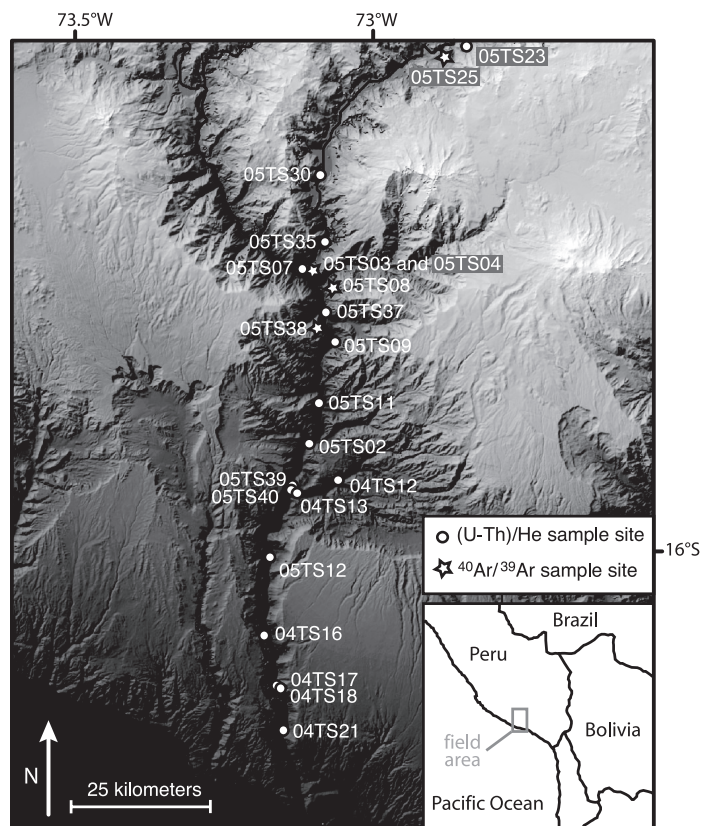 73.5°W
73°W
05TS23
05TS25
05TS30
05TS35
05TS07
05TS03 and 05TS04
05TS08
05TS37
05TS38
05TS09
05TS11
05TS02
05TS39
04TS12
05TS40
04TS13
(U-Th)/He sample site
16°S
⁴⁰Ar/³⁹Ar sample site
05TS12
Brazil
04TS16
Peru
04TS17
04TS18
Bolivia
04TS21
field
area
N
25 kilometers
Pacific Ocean